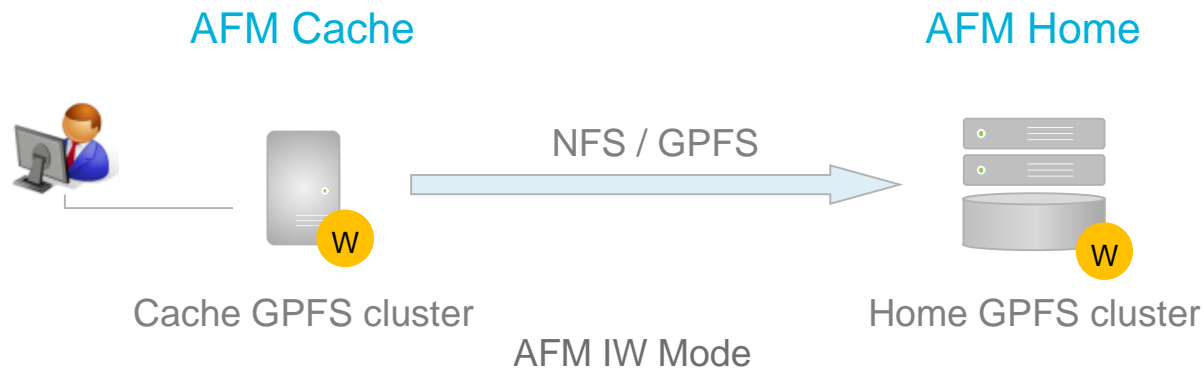 AFM Cache
AFM Home
NFS / GPFS
W
W
Cache GPFS cluster
Home GPFS cluster
AFM IW Mode